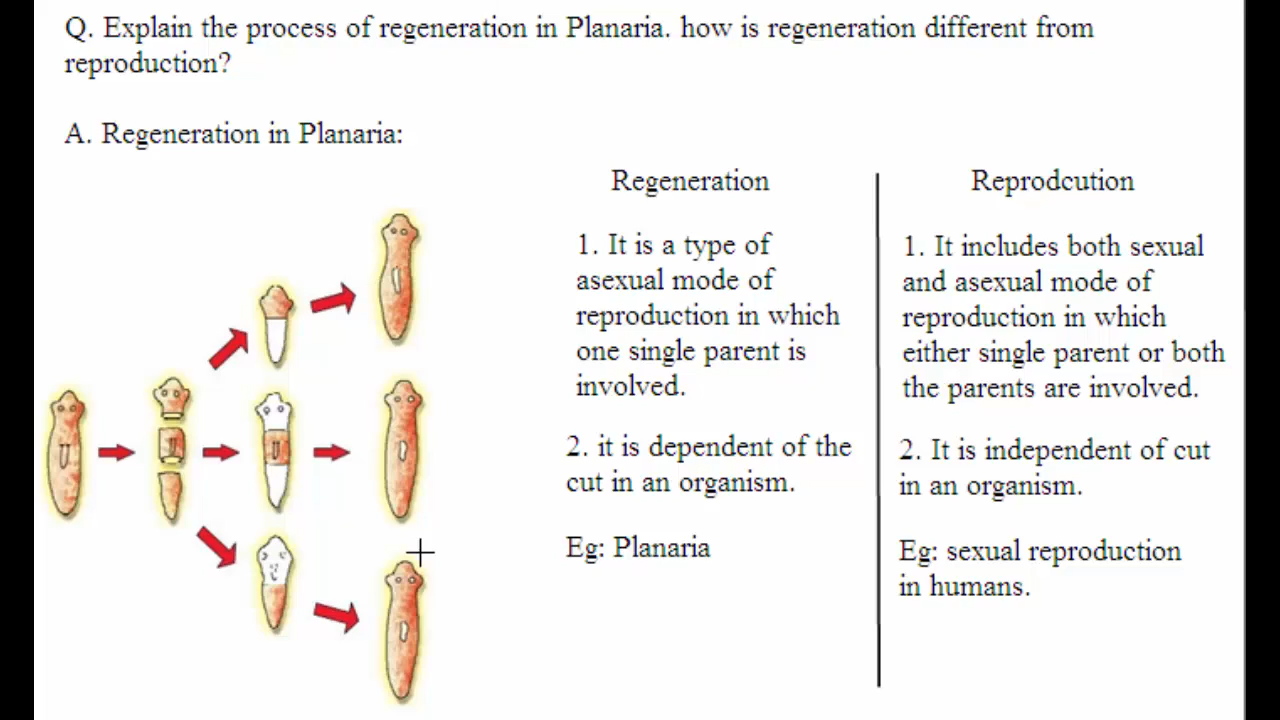 Q. Explain the process of regeneration in Planaria. how is regeneration different from
reproduction?
A. Regeneration in Planaria:
Regeneration
1. It is a type of
asexual mode of
reproduction in which
one single parent is
involved.
2. it is dependent of the
cut in an organism.
Eg: Planaria
Reprodcution
1. It includes both sexual
and asexual mode of
reproduction in which
either single parent or both
the parents are involved.
2. It is independent of cut
in an organism.
Eg: sexual reproduction
in humans.